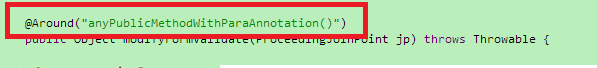 @Around("anyPublicMethodWithParaAnnotation()")
public Object modifyFormValidate(ProceedingJoinPoint jp) throws Throwable {